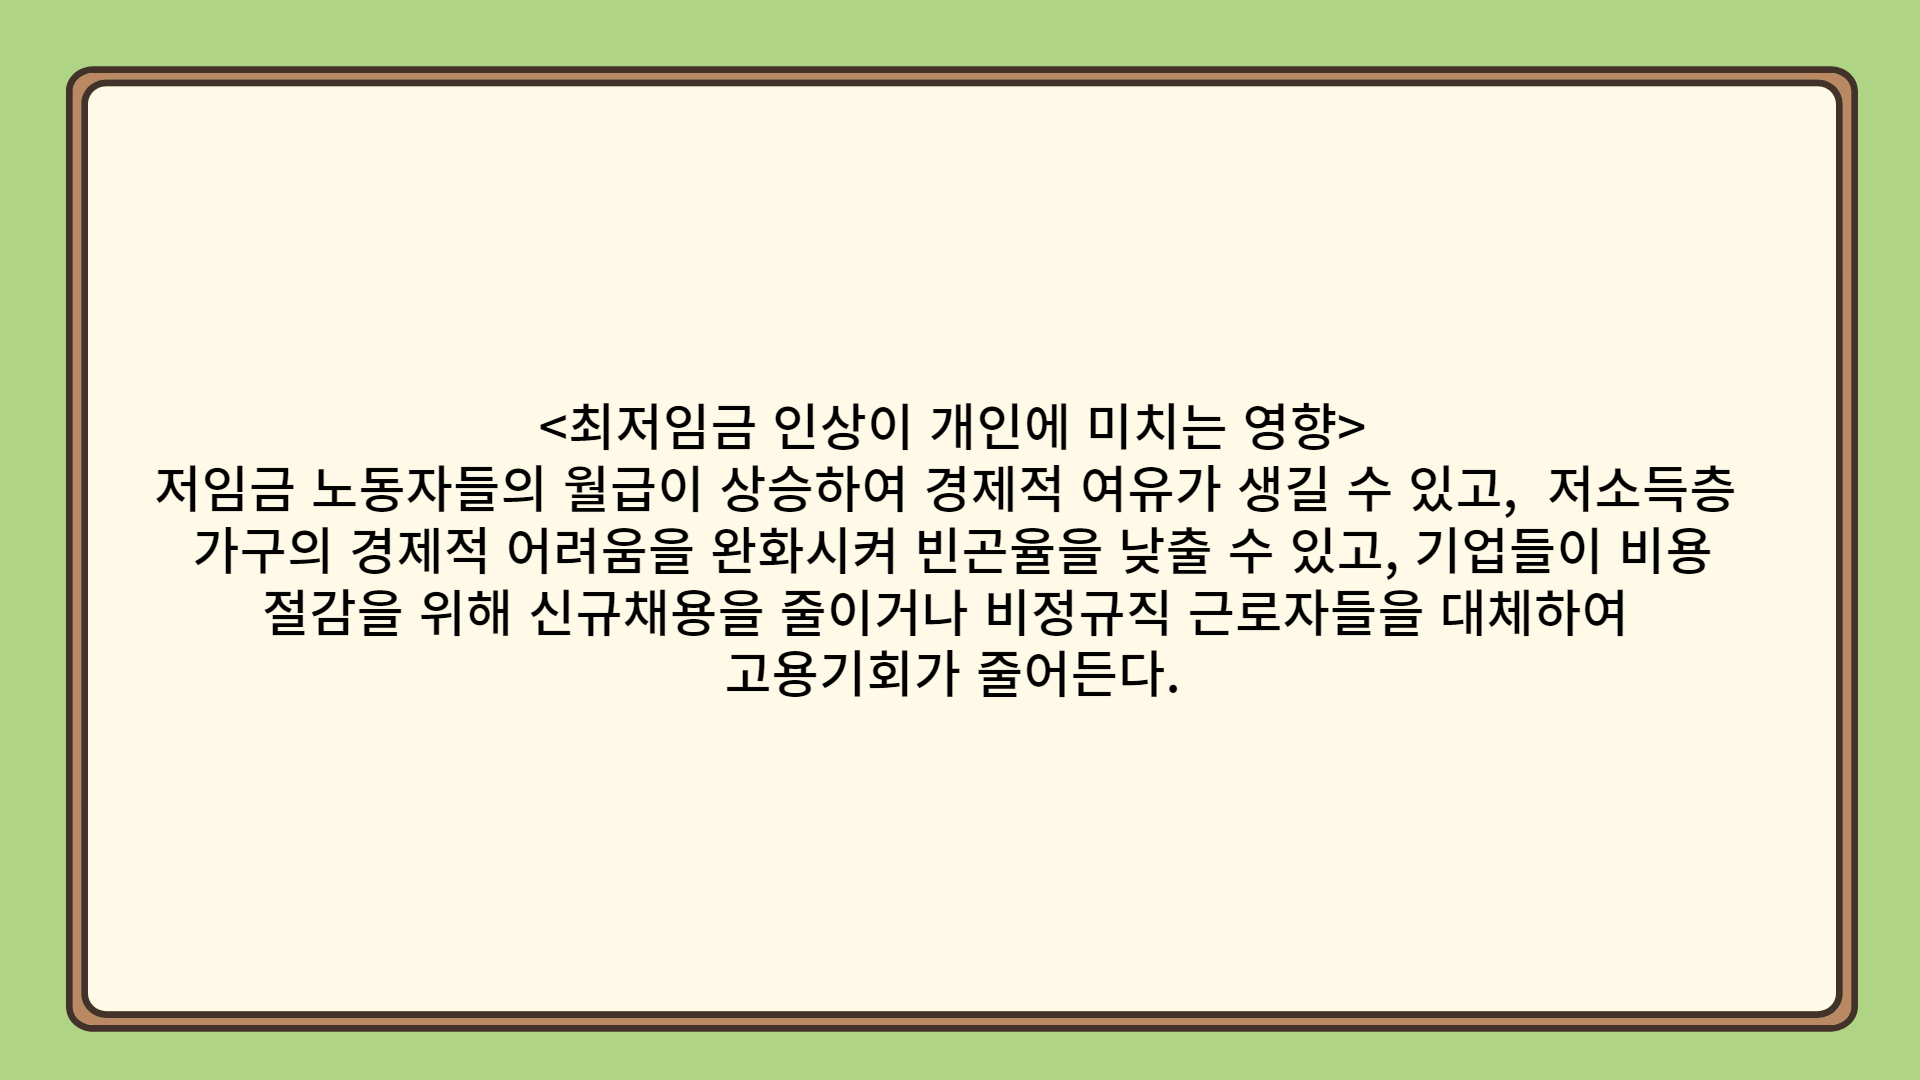 <최저임금 인상이 개인에 미치는 영향>
저임금 노동자들의 월급이 상승하여 경제적 여유가 생길 수 있고,  저소득층
가구의 경제적 어려움을 완화시켜 빈곤율을 낮출 수 있고, 기업들이 비용
절감을 위해 신규채용을 줄이거나 비정규직 근로자들을 대체하여
고용기회가 줄어든다.